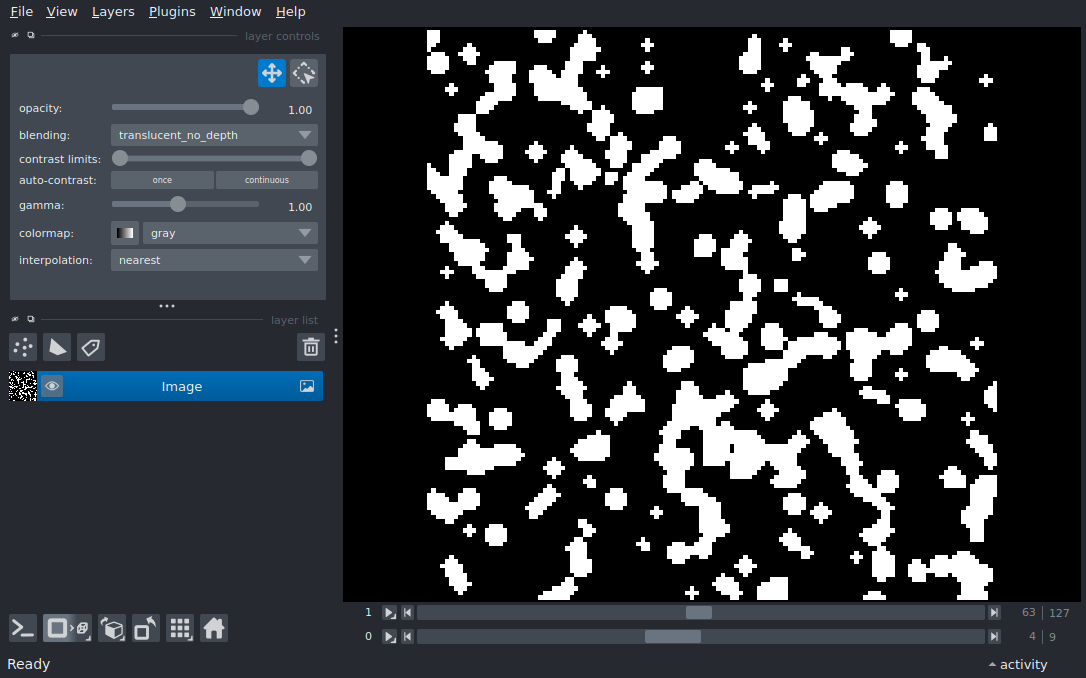 File View Layers Plugins Window Help
layer controls
opacity: 1.00
blending: translucent_no_depth
contrast limits:
auto-contrast: once continuous
gamma: 1.00
colormap: gray
interpolation: nearest
layer list
Image
1 63 127
0 4 9
Ready activity